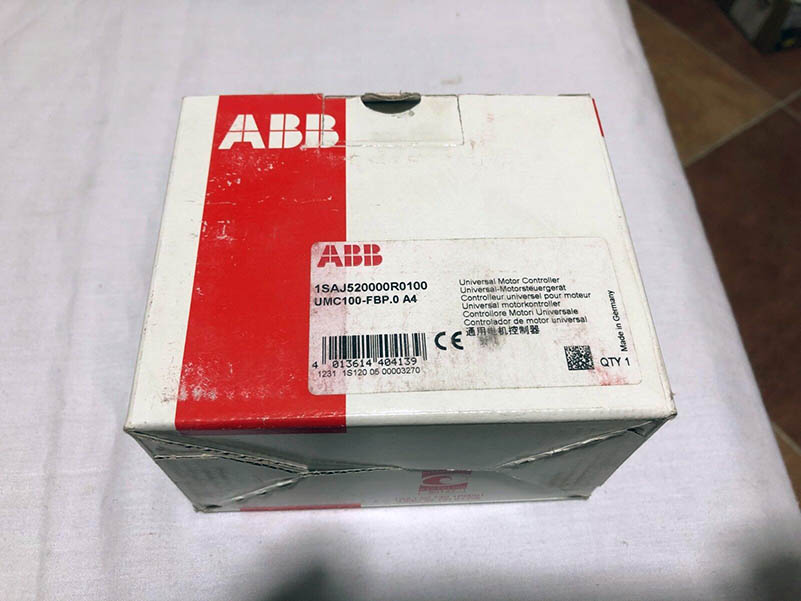 ABB
ABB
1SAJ520000R0100
UMC100-FBP.0 A4
Universal Motor Controller
Universal-Motorsteuergerät
Controlleur universel pour moteur
Universal motorkontroller
Controllore Motori Universale
Controlador de motor universal
通用电机控制器
4 013614 404139
1231 1S120 05 00003270
CE
QTY 1
Made in Germany